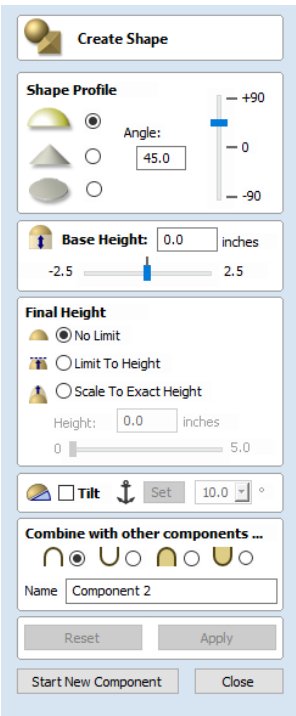 Create Shape
Shape Profile
+90
Angle:
45.0
0
-90
Base Height: 0.0 inches
-2.5 2.5
Final Height
No Limit
Limit To Height
Scale To Exact Height
Height: 0.0 inches
0 5.0
Tilt Set 10.0 °
Combine with other components ...
Name Component 2
Reset Apply
Start New Component Close